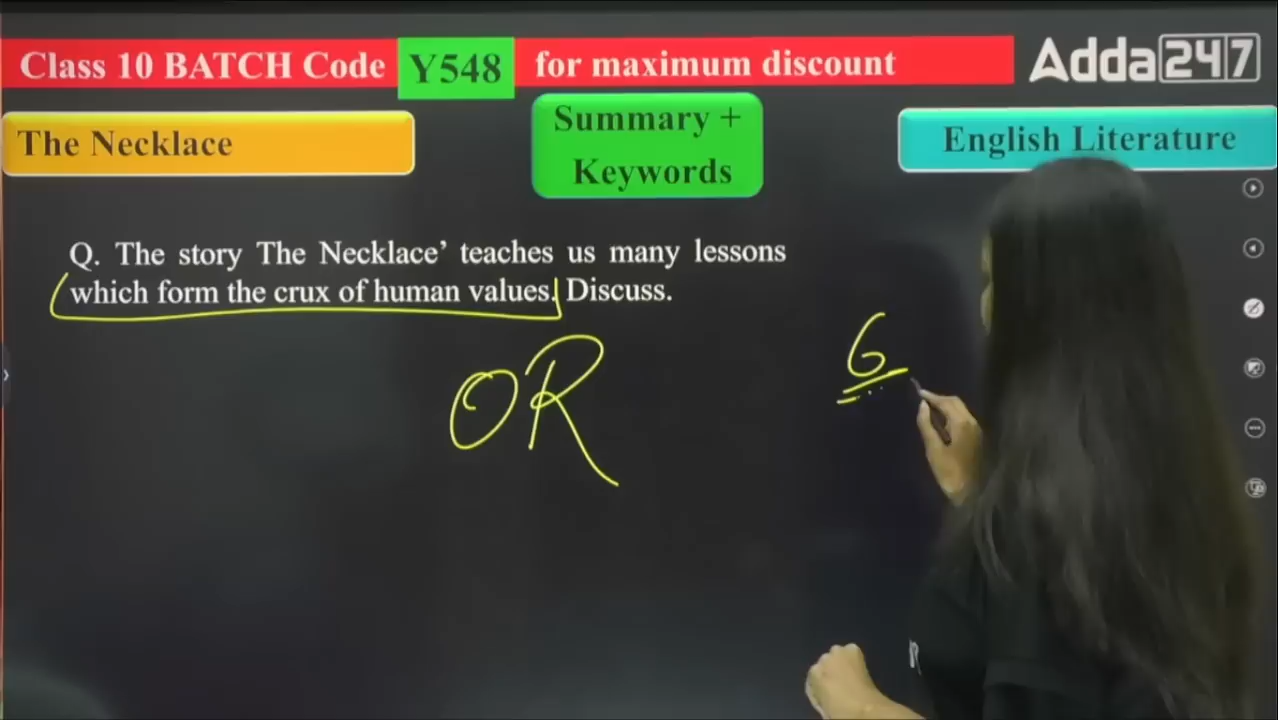 Class 10 BATCH Code Y548 for maximum discount
Adda247
The Necklace
Summary +
Keywords
English Literature
Q. The story The Necklace’ teaches us many lessons
which form the crux of human values. Discuss.
OR
6